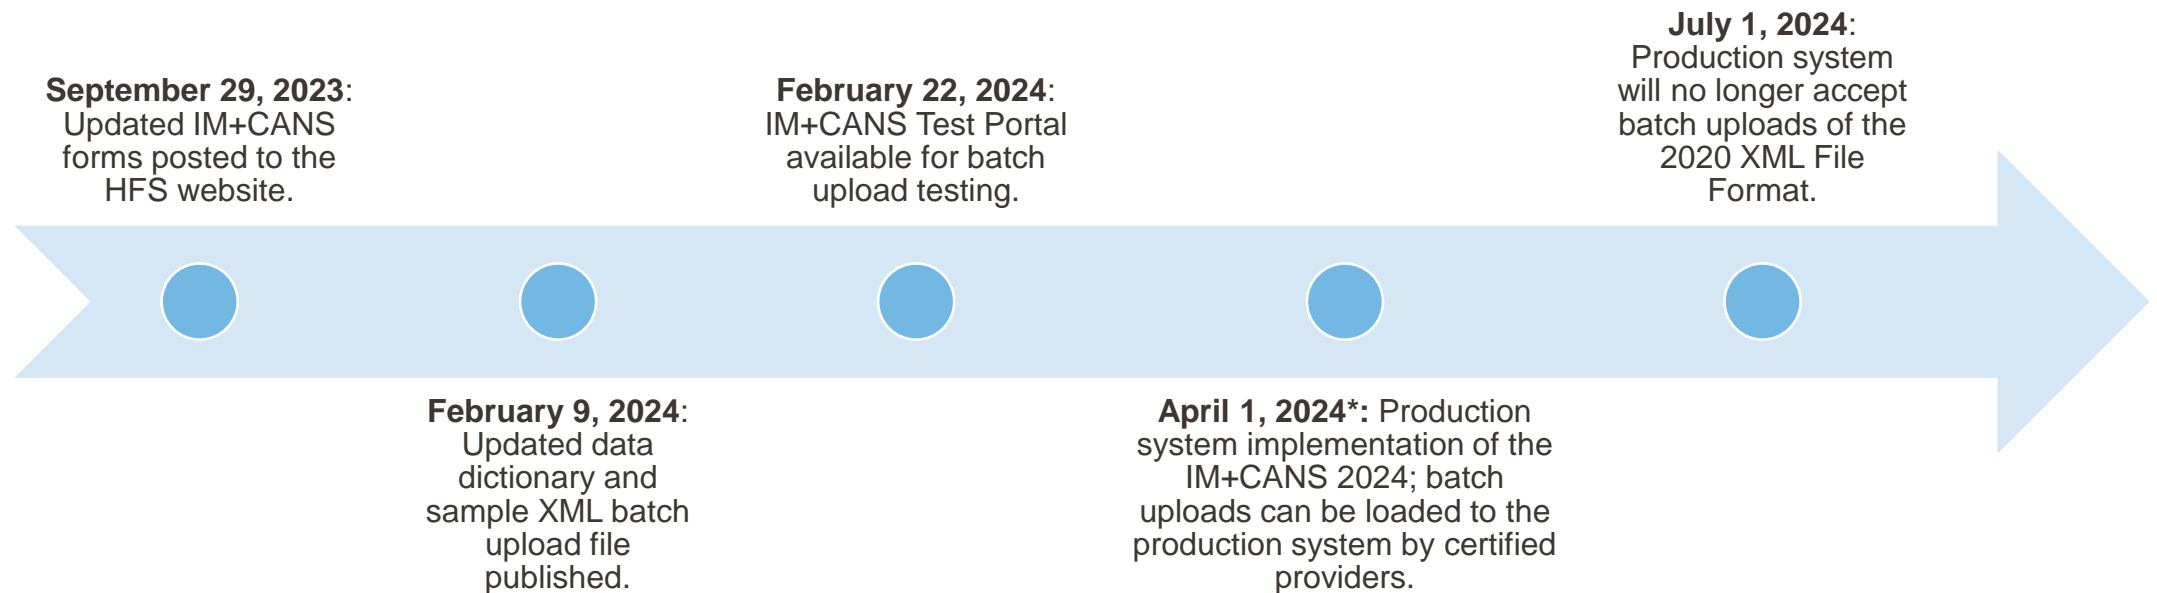 September 29, 2023:
Updated IM+CANS
forms posted to the
HFS website.
February 9, 2024:
Updated data
dictionary and
sample XML batch
upload file
published.
February 22, 2024:
IM+CANS Test Portal
available for batch
upload testing.
April 1, 2024*: Production
system implementation of the
IM+CANS 2024; batch
uploads can be loaded to the
production system by certified
providers.
July 1, 2024:
Production system
will no longer accept
batch uploads of the
2020 XML File
Format.